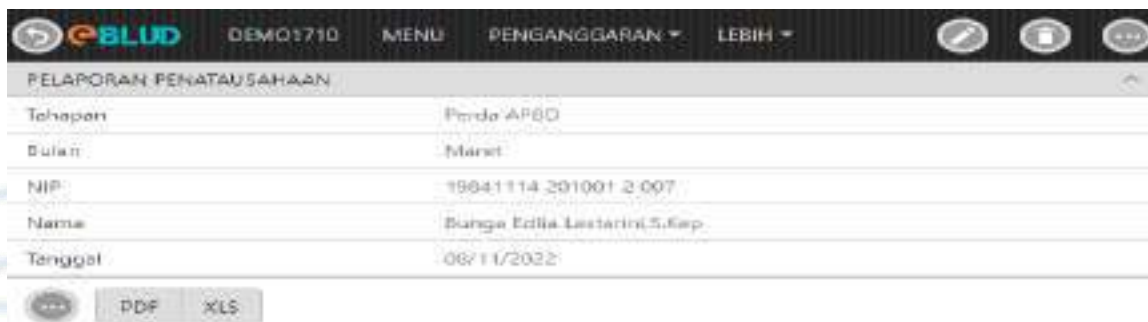 eBLUD DEMO1710 MENU PENGANGGARAN LEBIH
PELAPORAN PENATAUSAHAAN
Tahapan Perda APBD
Bulan Maret
NIP 19841114 201001 2 007
Nama Bunga Edlia Lestarini,S.Kep
Tanggal 08/11/2022
PDF XLS